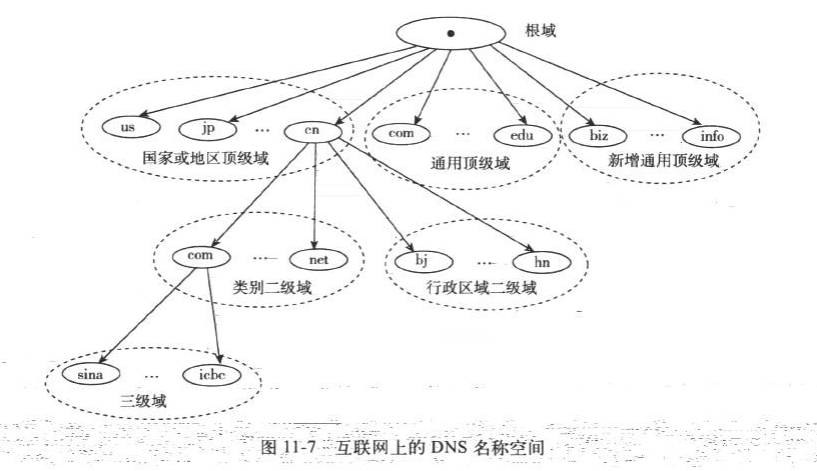 根域
us jp … cn com … edu biz … info
国家或地区顶级域 通用顶级域 新增通用顶级域
com … net bj … hn
类别二级域 行政区域二级域
sina … icbc
三级域
图 11-7 互联网上的 DNS 名称空间